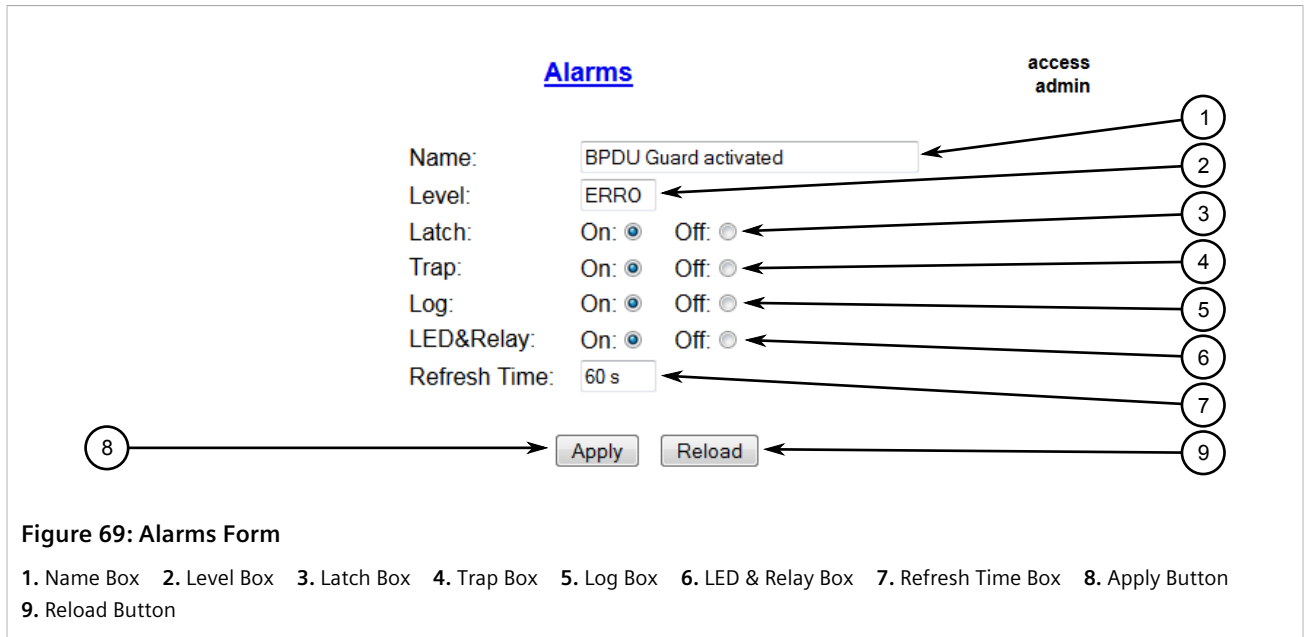 Alarms
access
admin
1
Name: BPDU Guard activated
2
Level: ERRO
3
Latch: On: Off:
4
Trap: On: Off:
5
Log: On: Off:
6
LED&Relay: On: Off:
7
Refresh Time: 60 s
8
Apply Reload
9
Figure 69: Alarms Form
1. Name Box 2. Level Box 3. Latch Box 4. Trap Box 5. Log Box 6. LED & Relay Box 7. Refresh Time Box 8. Apply Button
9. Reload Button